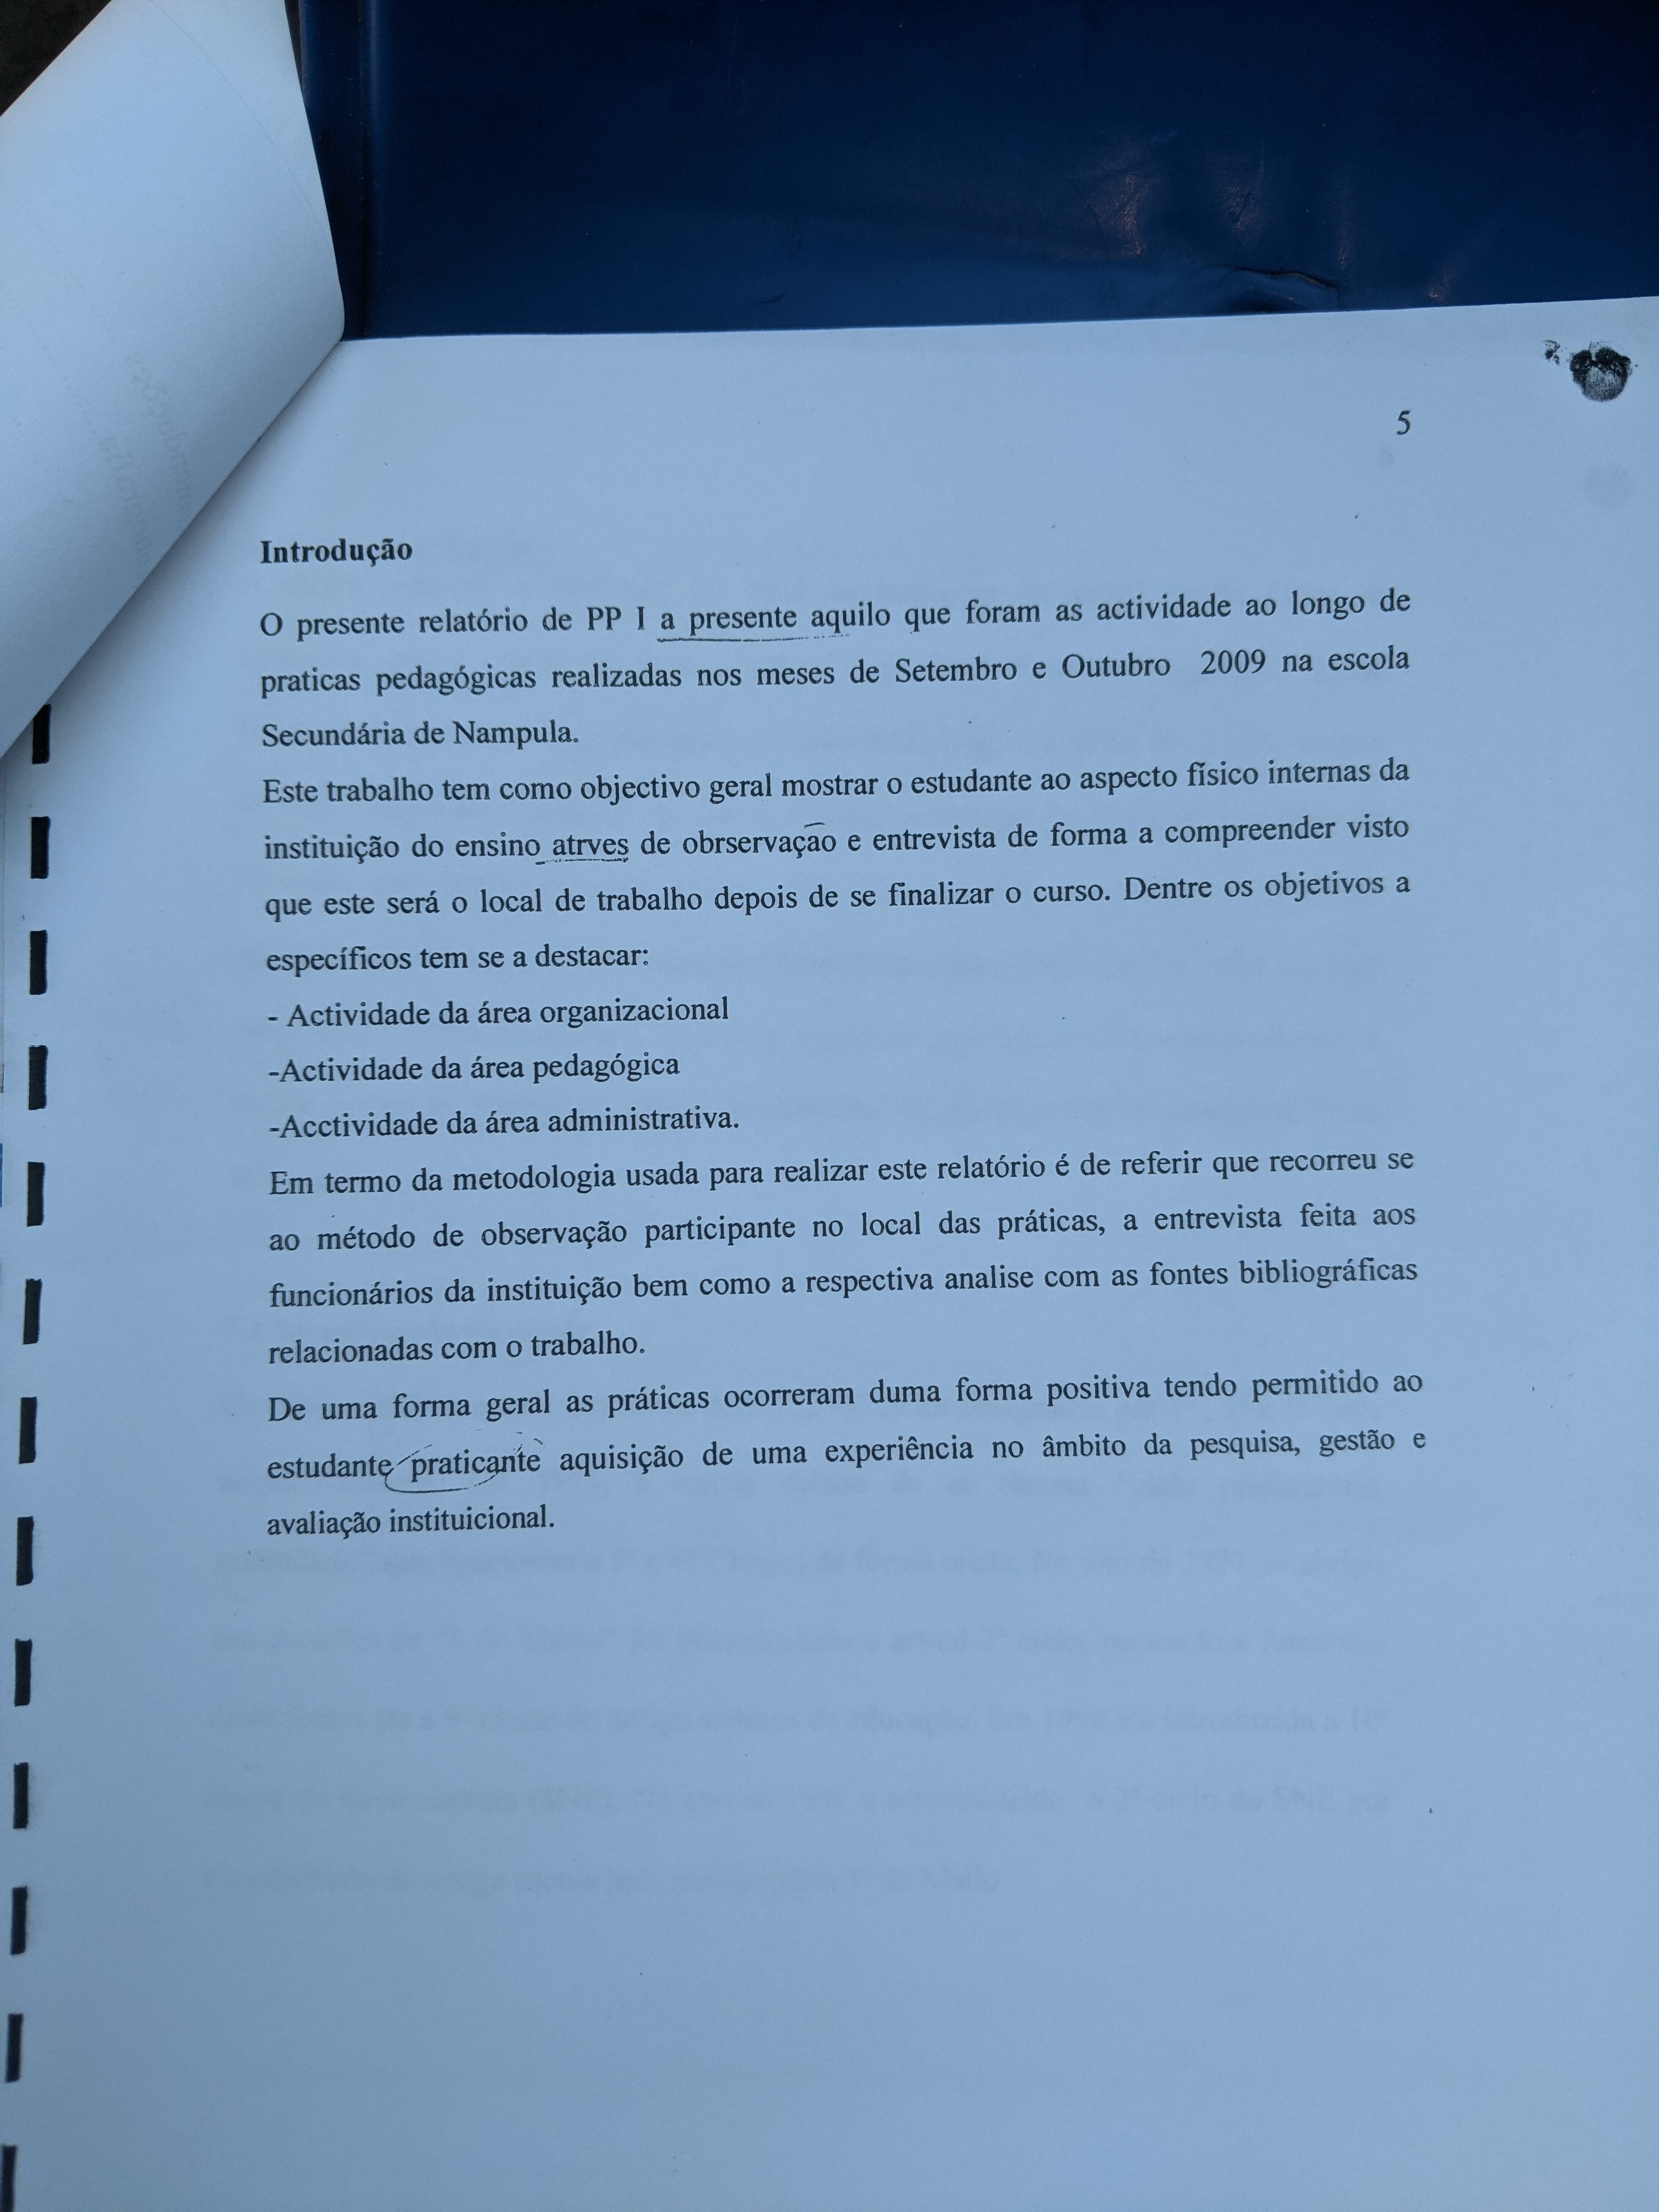 5
Introdução
O presente relatório de PP I a presente aquilo que foram as actividade ao longo de
praticas pedagógicas realizadas nos meses de Setembro e Outubro 2009 na escola
Secundária de Nampula.
Este trabalho tem como objectivo geral mostrar o estudante ao aspecto físico internas da
instituição do ensino atrves de obrservação e entrevista de forma a compreender visto
que este será o local de trabalho depois de se finalizar o curso. Dentre os objetivos a
específicos tem se a destacar:
- Actividade da área organizacional
-Actividade da área pedagógica
-Acctividade da área administrativa.
Em termo da metodologia usada para realizar este relatório é de referir que recorreu se
ao método de observação participante no local das práticas, a entrevista feita aos
funcionários da instituição bem como a respectiva analise com as fontes bibliográficas
relacionadas com o trabalho.
De uma forma geral as práticas ocorreram duma forma positiva tendo permitido ao
estudante praticante aquisição de uma experiência no âmbito da pesquisa, gestão e
avaliação instituicional.